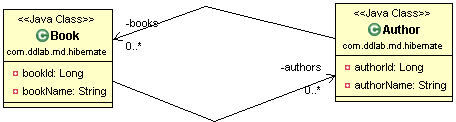 <<Java Class>>
Book
com.ddlab.md.hibernate
bookId: Long
bookName: String
-books
0..*
-authors
0..*
<<Java Class>>
Author
com.ddlab.md.hibernate
authorId: Long
authorName: String